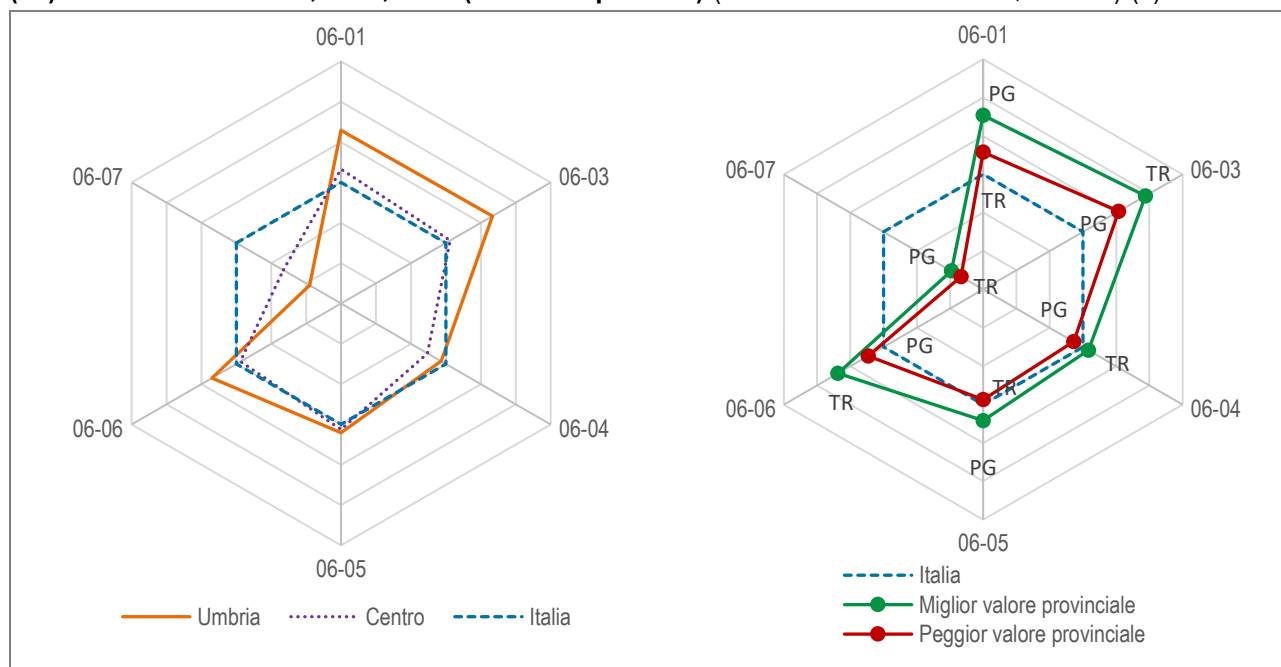 06-01
06-03
06-04
06-05
06-06
06-07
Umbria
Centro
Italia
06-01
06-03
06-04
06-05
06-06
06-07
PG
TR
TR
PG
PG
TR
TR
PG
PG
TR
PG
TR
Italia
Miglior valore provinciale
Peggior valore provinciale